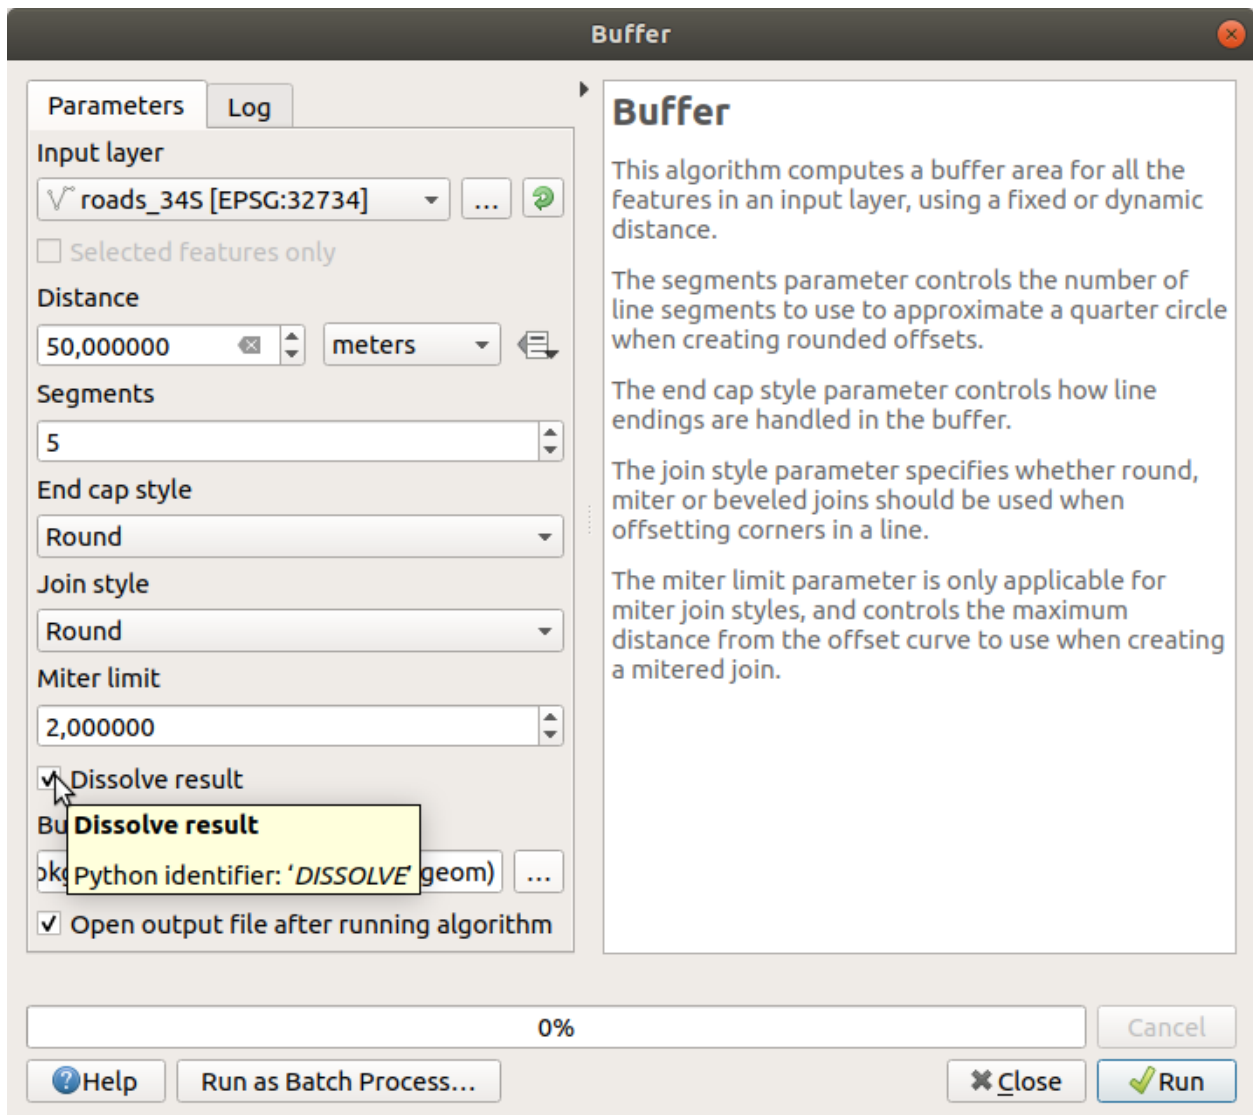 Buffer
Parameters
Log
Input layer
roads_34S [EPSG:32734]
...
Selected features only
Distance
50,000000
meters
Segments
5
End cap style
Round
Join style
Round
Miter limit
2,000000
Dissolve result
Dissolve result
Python identifier: ‘DISSOLVE’
geom)
...
Open output file after running algorithm
Buffer
This algorithm computes a buffer area for all the
features in an input layer, using a fixed or dynamic
distance.
The segments parameter controls the number of
line segments to use to approximate a quarter circle
when creating rounded offsets.
The end cap style parameter controls how line
endings are handled in the buffer.
The join style parameter specifies whether round,
miter or beveled joins should be used when
offsetting corners in a line.
The miter limit parameter is only applicable for
miter join styles, and controls the maximum
distance from the offset curve to use when creating
a mitered join.
0%
Cancel
Help
Run as Batch Process...
Close
Run